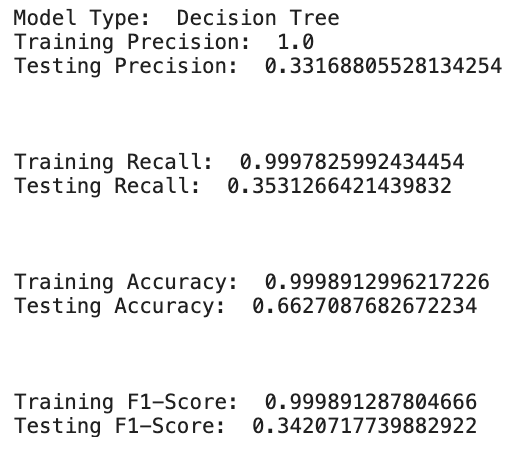 Model Type:  Decision Tree
Training Precision:  1.0
Testing Precision:  0.33168805528134254
Training Recall:  0.9997825992434454
Testing Recall:  0.3531266421439832
Training Accuracy:  0.9998912996217226
Testing Accuracy:  0.6627087682672234
Training F1-Score:  0.999891287804666
Testing F1-Score:  0.3420717739882922